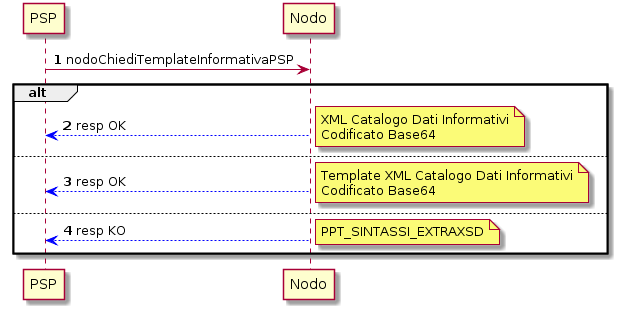 PSP Nodo
1 nodoChiediTemplateInformativaPSP
alt
2 resp OK
XML Catalogo Dati Informativi
Codificato Base64
3 resp OK
Template XML Catalogo Dati Informativi
Codificato Base64
4 resp KO
PPT_SINTASSI_EXTRAXSD
PSP Nodo